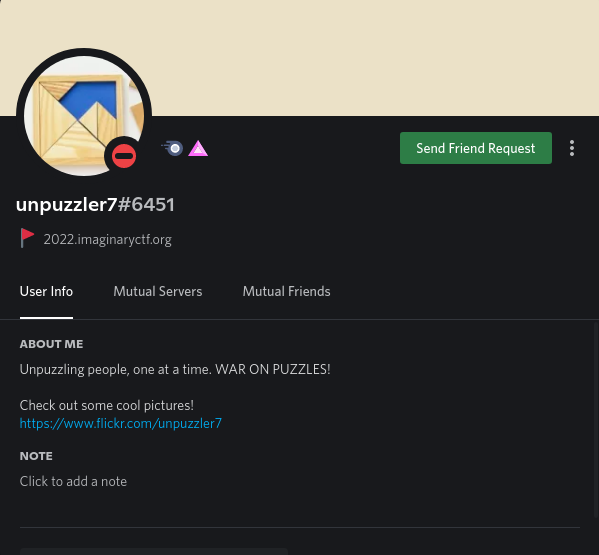 Send Friend Request
unpuzzler7#6451
2022.imaginaryctf.org
User Info Mutual Servers Mutual Friends
ABOUT ME
Unpuzzling people, one at a time. WAR ON PUZZLES!
Check out some cool pictures!
https://www.flickr.com/unpuzzler7
NOTE
Click to add a note